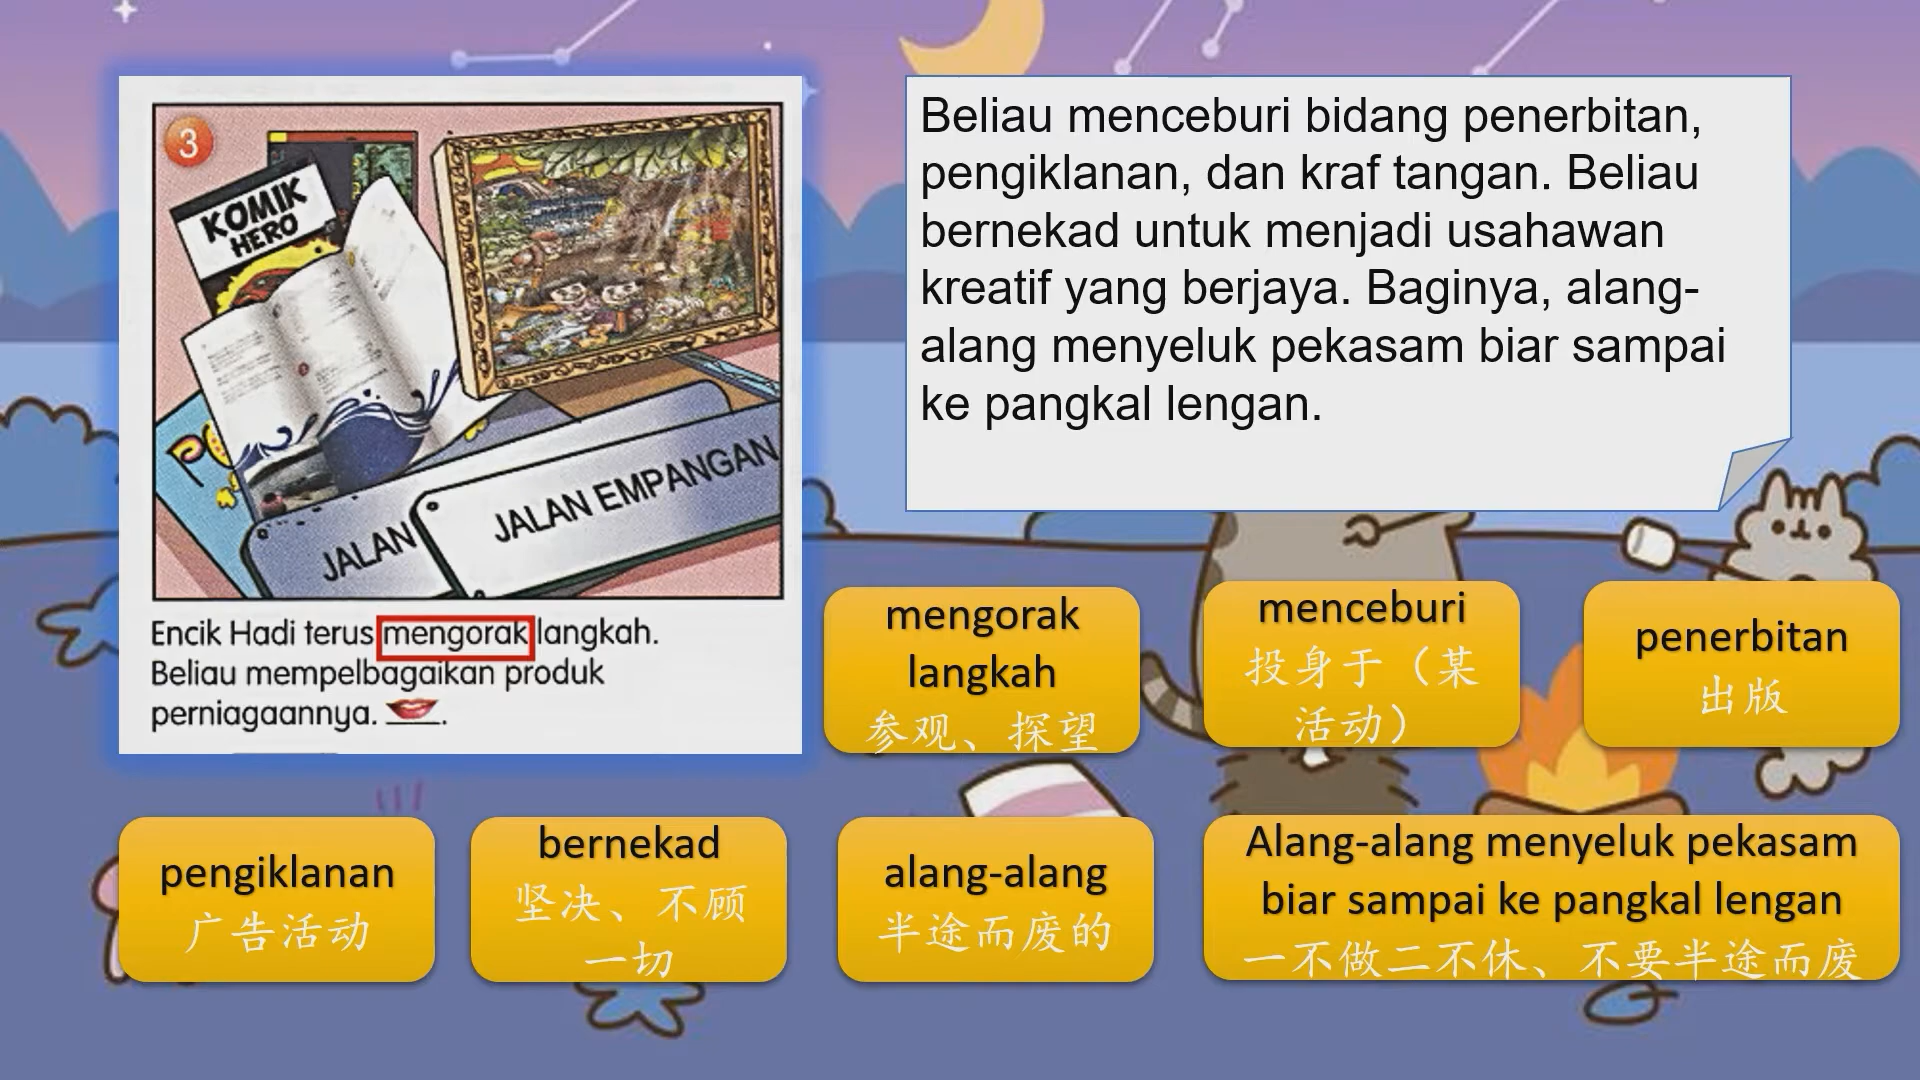 3
KOMIK
HERO
JALAN
JALAN EMPANGAN
Encik Hadi terus mengorak langkah.
Beliau mempelbagaikan produk
perniagaannya.
Beliau menceburi bidang penerbitan,
pengiklanan, dan kraf tangan. Beliau
bernekad untuk menjadi usahawan
kreatif yang berjaya. Baginya, alang-
alang menyeluk pekasam biar sampai
ke pangkal lengan.
mengorak
langkah
参观、探望
menceburi
投身于（某
活动）
penerbitan
出版
pengiklanan
广告活动
bernekad
坚决、不顾
一切
alang-alang
半途而废的
Alang-alang menyeluk pekasam
biar sampai ke pangkal lengan
一不做二不休、不要半途而废